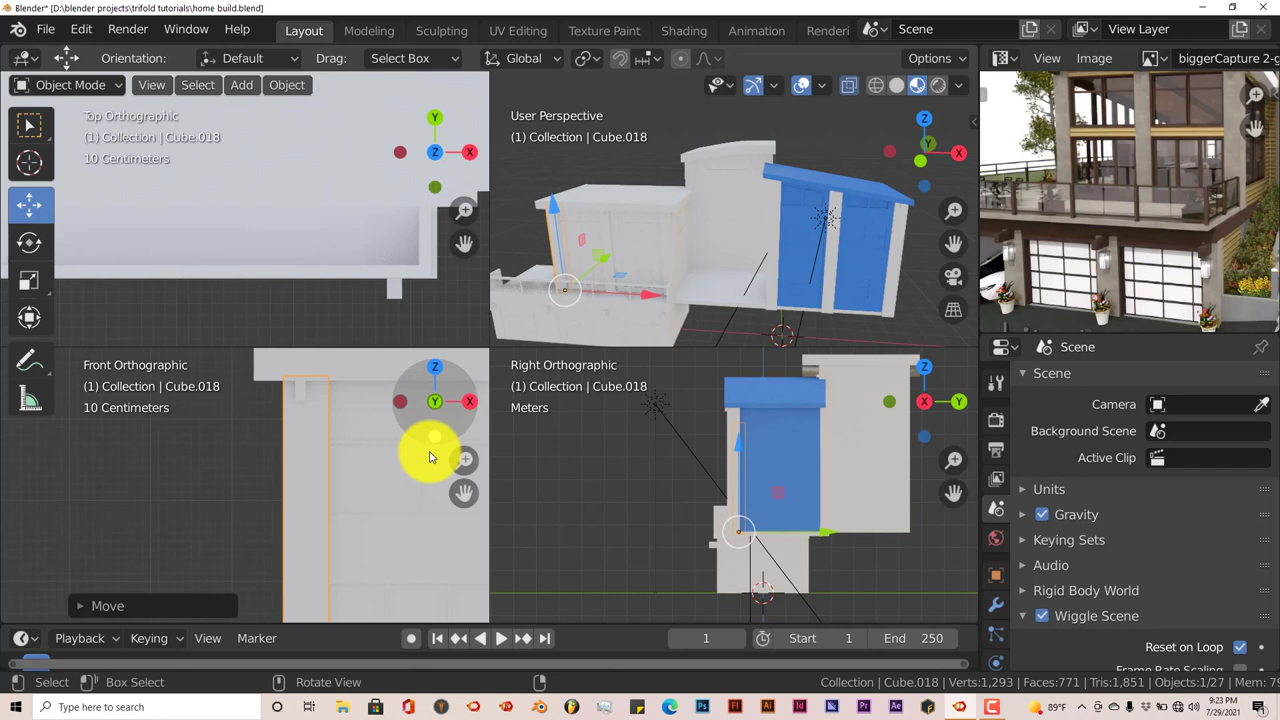 Blender* [D:\blender projects\trifold tutorials\home build.blend]
File Edit Render Window Help Layout Modeling Sculpting UV Editing Texture Paint Shading Animation Renderi Scene View Layer
Orientation: Default Drag: Select Box Global Options View Image biggerCapture 2-g
Object Mode View Select Add Object
Top Orthographic
(1) Collection | Cube.018
10 Centimeters
Y
Z
X
User Perspective
(1) Collection | Cube.018
Z
Y
X
Front Orthographic
(1) Collection | Cube.018
10 Centimeters
Z
Y
X
Move
Right Orthographic
(1) Collection | Cube.018
Meters
Z
X
Y
Scene
Scene
Camera
Background Scene
Active Clip
Units
Gravity
Keying Sets
Audio
Rigid Body World
Wiggle Scene
Reset on Loop
Frame Rate Scaling
Playback Keying View Marker 1 Start 1 End 250
Select Box Select Rotate View Collection | Cube.018 | Verts:1,293 | Faces:771 | Tris:1,851 | Objects:1/27 | Mem: 79
Type here to search
89°F
9:23 PM
7/29/2021